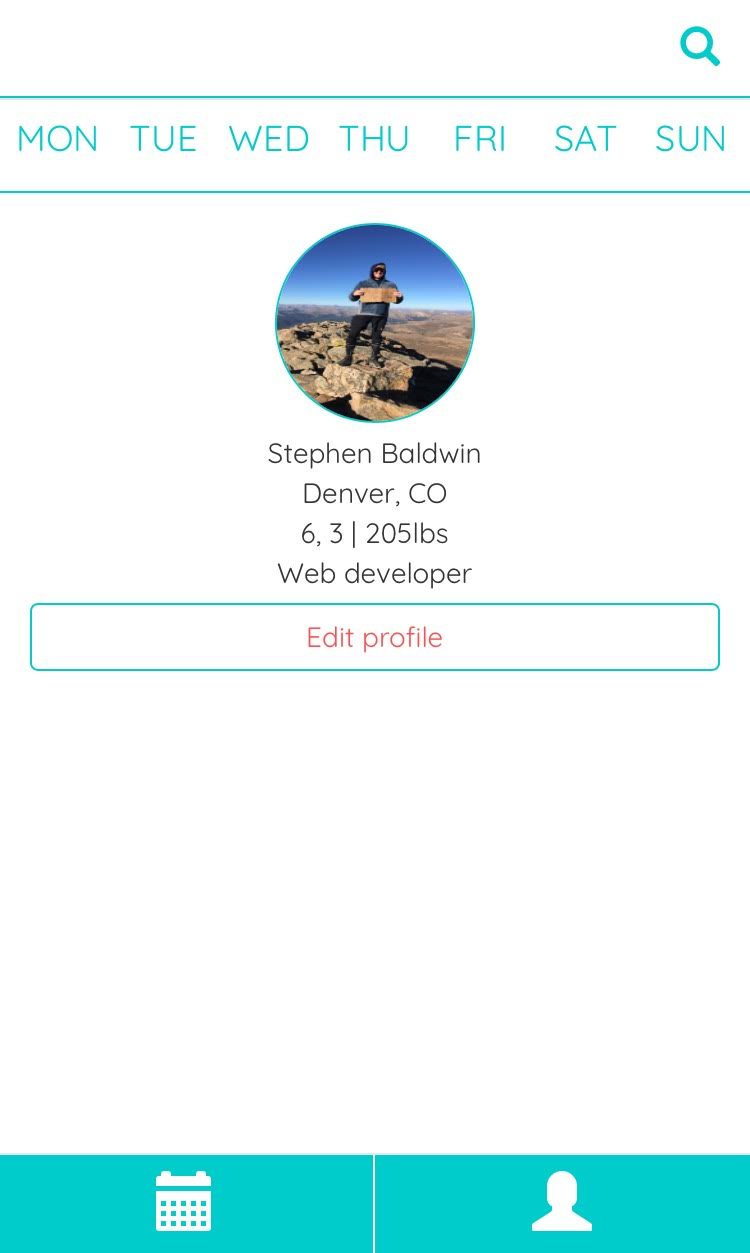 MON TUE WED THU FRI SAT SUN
Stephen Baldwin
Denver, CO
6, 3 | 205lbs
Web developer
Edit profile